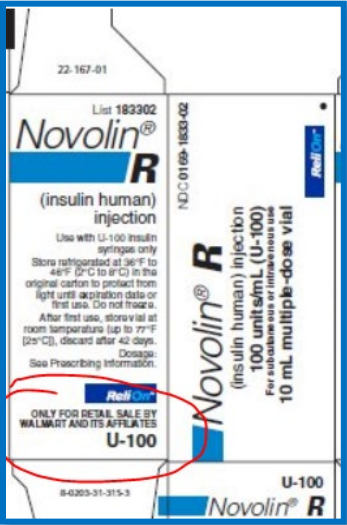 22-167-01
List 183302
Novolin®
R
(insulin human)
injection
Use with U-100 insulin
syringes only
Store refrigerated at 36°F to
46°F (2°C to 8°C) in the
original carton to protect from
light until expiration date or
first use. Do not freeze.
After first use, store vial at
room temperature (up to 77°F
[25°C]), discard after 42 days.
Dosage:
See Prescribing Information.
ReliOn™
ONLY FOR RETAIL SALE BY
WALMART AND ITS AFFILIATES
U-100
8-0203-31-315-3
NDC 0169-1833-02
ReliOn™
Novolin® R
(insulin human) injection
100 units/mL (U-100)
For subcutaneous or intravenous use
10 mL multiple-dose vial
U-100
Novolin® R